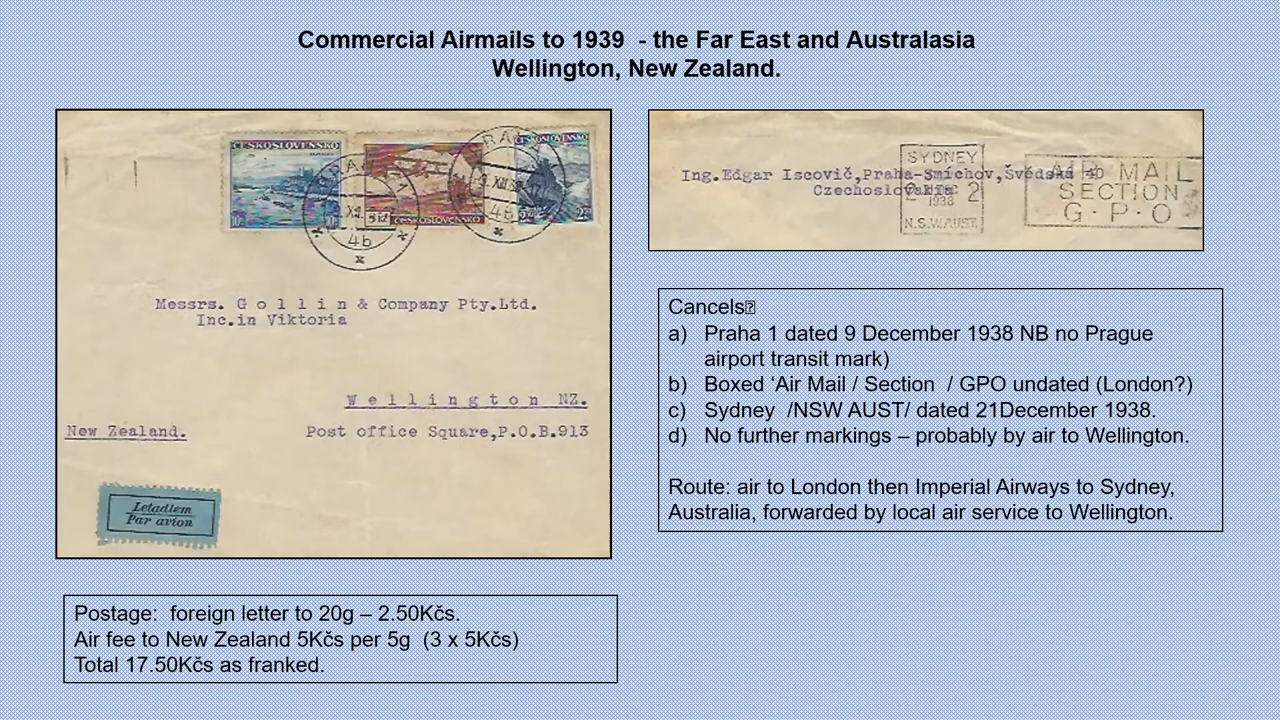 Commercial Airmails to 1939  - the Far East and Australasia
Wellington, New Zealand.
ČESKOSLOVENSKO
ČESKOSLOVENSKO
ČESKOSLOVENSKO
4b
4b
Messrs. G o l l i n & Company Pty.Ltd.
Inc.in Viktoria
W e l l i n g t o n  NZ.
New Zealand.
Post office Square,P.O.B.913
Letadlem
Par avion
Ing.Edgar Iscovič,Praha-Smíchov,Švédská 40
Czechoslovakia
SYDNEY
1938
N.S.W.AUST.
AIR MAIL
SECTION
G·P·O
Cancels
a) Praha 1 dated 9 December 1938 NB no Prague
airport transit mark)
b) Boxed ‘Air Mail / Section  / GPO undated (London?)
c) Sydney  /NSW AUST/ dated 21December 1938.
d) No further markings – probably by air to Wellington.
Route: air to London then Imperial Airways to Sydney,
Australia, forwarded by local air service to Wellington.
Postage:  foreign letter to 20g – 2.50Kčs.
Air fee to New Zealand 5Kčs per 5g  (3 x 5Kčs)
Total 17.50Kčs as franked.